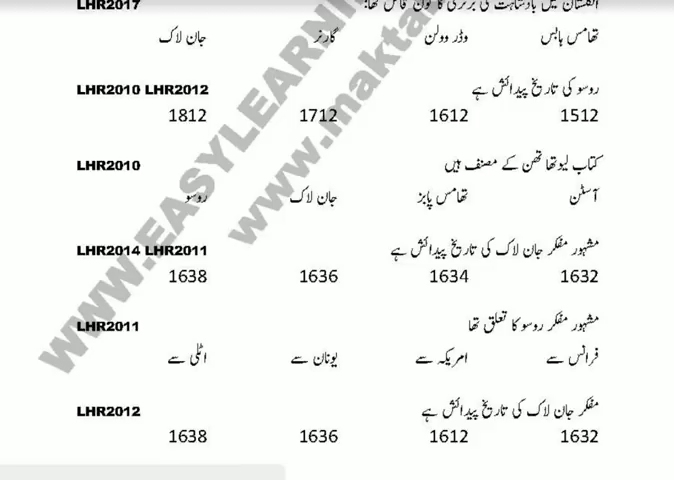 انگلستان میں بادشاہت کی برتری کا کون قائل تھا: LHR2017
تھامس ہابس وڈر وولسن گارنر جان لاک
روسو کی تاریخ پیدائش ہے LHR2010 LHR2012
1512 1612 1712 1812
کتاب لیوتھا تھن کے مصنف ہیں LHR2010
آسٹن تھامس ہابز جان لاک روسو
مشہور مفکر جان لاک کی تاریخ پیدائش ہے LHR2014 LHR2011
1632 1634 1636 1638
مشہور مفکر روسو کا تعلق تھا LHR2011
فرانس سے امریکہ سے یونان سے اٹلی سے
مفکر جان لاک کی تاریخ پیدائش ہے LHR2012
1632 1612 1636 1638
www.EASYLEARNI
www.makta